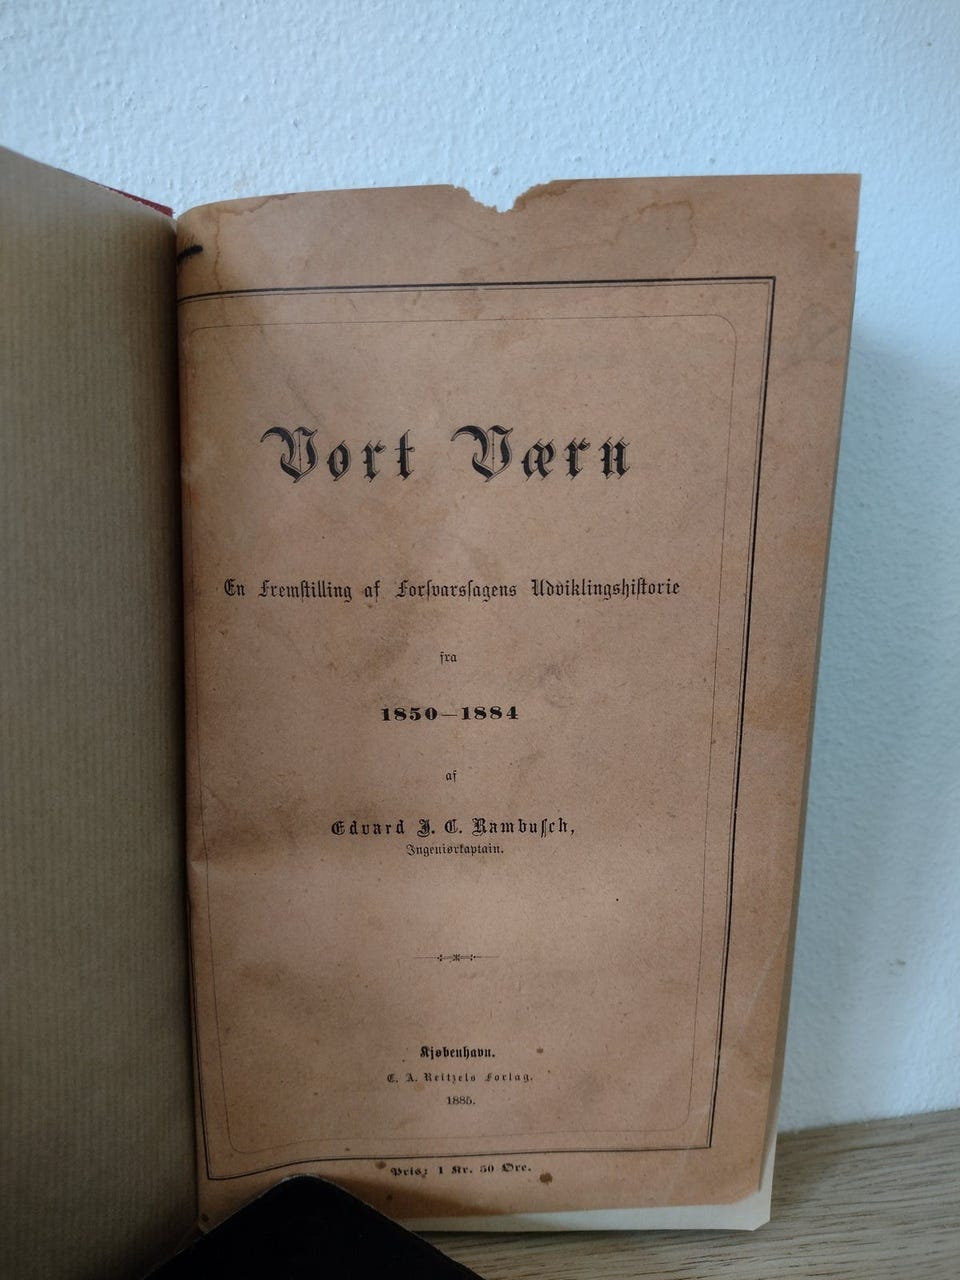 Vort Værn
En Fremſtilling af Forſvarsſagens Udviklingshiſtorie
fra
1850—1884
af
Edvard J. C. Rambuſch,
Ingeniørkaptain.
Kjøbenhavn.
C. A. Reitzels Forlag.
1885.
Pris: 1 Kr. 50 Øre.